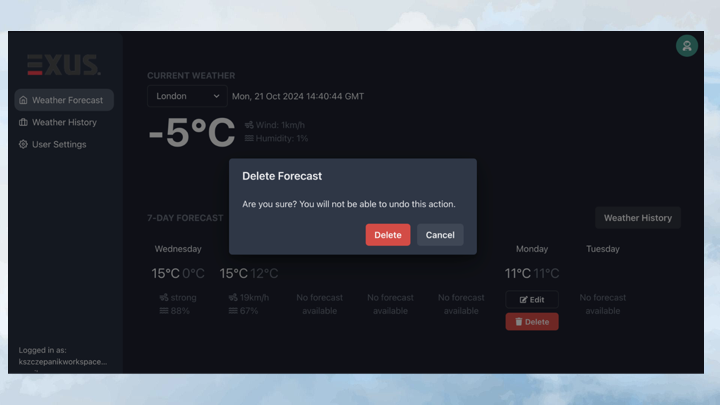 EXUS.
Weather Forecast
Weather History
User Settings
Logged in as:
kszczepanikworkspace...
CURRENT WEATHER
London
Mon, 21 Oct 2024 14:40:44 GMT
-5°C
Wind: 1km/h
Humidity: 1%
Delete Forecast
Are you sure? You will not be able to undo this action.
Delete
Cancel
7-DAY FORECAST
Weather History
Wednesday
Monday
Tuesday
15°C 0°C
15°C 12°C
11°C 11°C
strong
88%
19km/h
67%
No forecast
available
No forecast
available
No forecast
available
Edit
Delete
No forecast
available